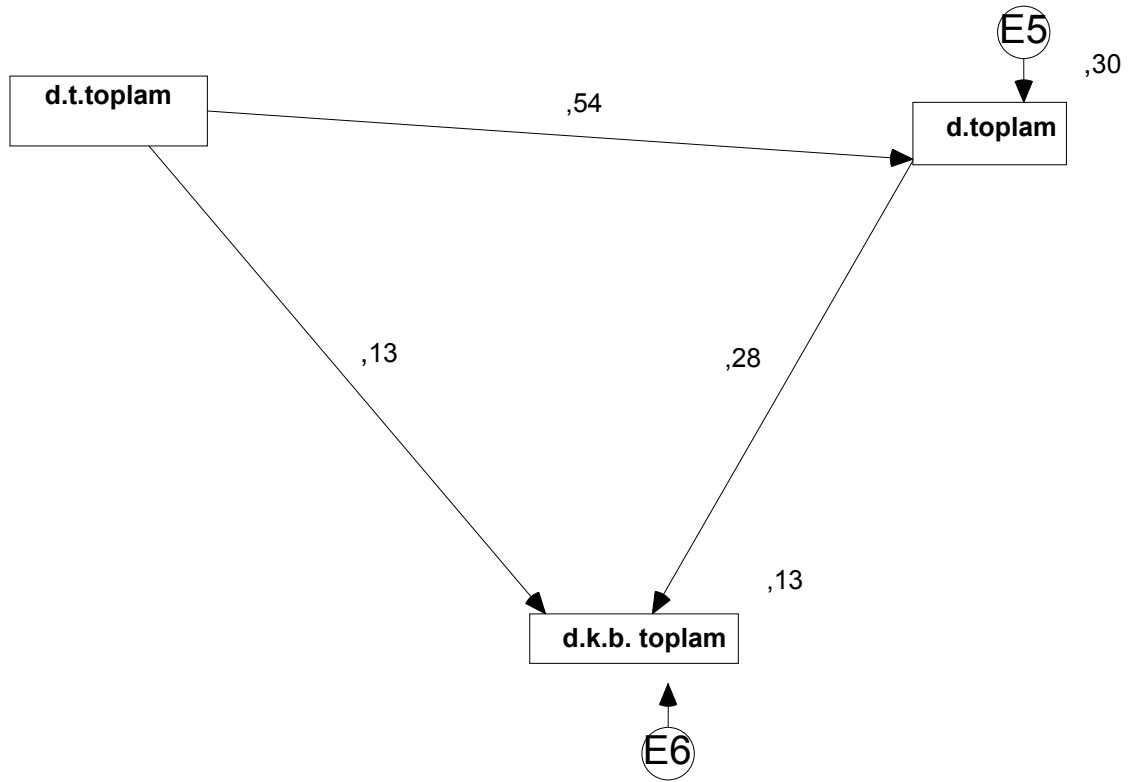 E5
,30
d.t.toplam
,54
d.toplam
,13
,28
,13
d.k.b. toplam
E6